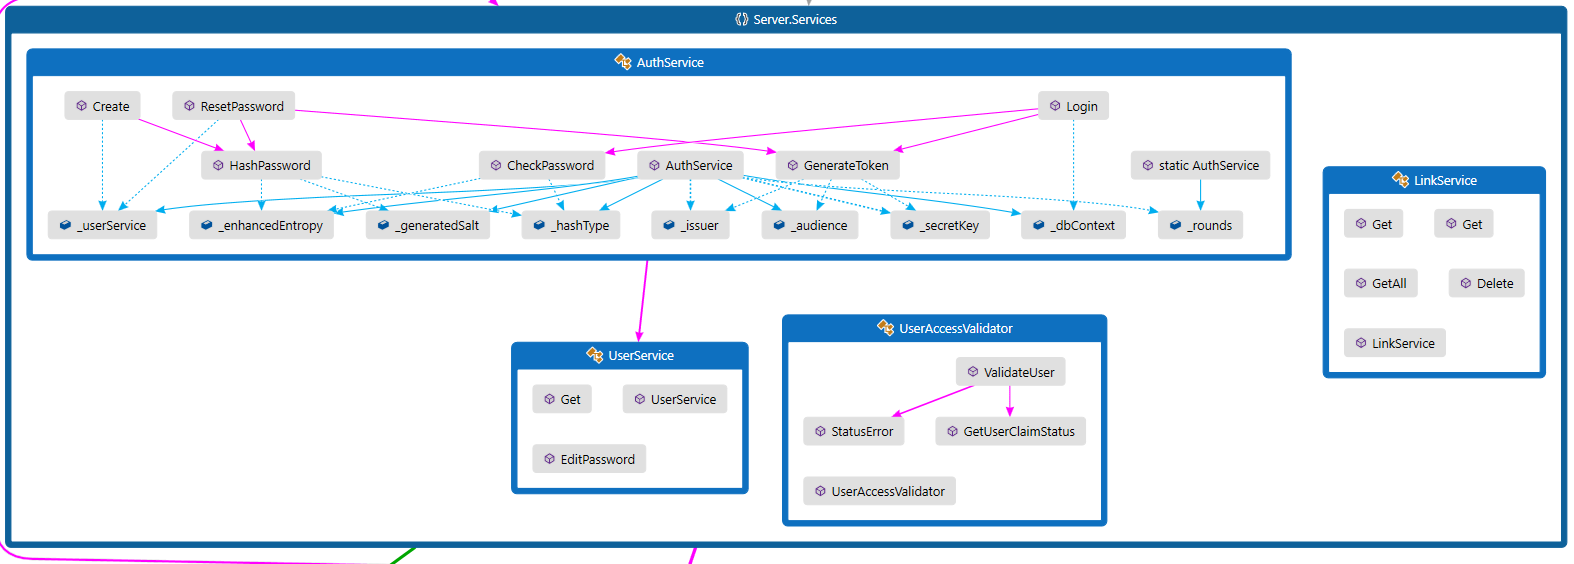 Server.Services
AuthService
Create
ResetPassword
Login
HashPassword
CheckPassword
AuthService
GenerateToken
static AuthService
_userService
_enhancedEntropy
_generatedSalt
_hashType
_issuer
_audience
_secretKey
_dbContext
_rounds
LinkService
Get
Get
GetAll
Delete
LinkService
UserService
Get
UserService
EditPassword
UserAccessValidator
ValidateUser
StatusError
GetUserClaimStatus
UserAccessValidator